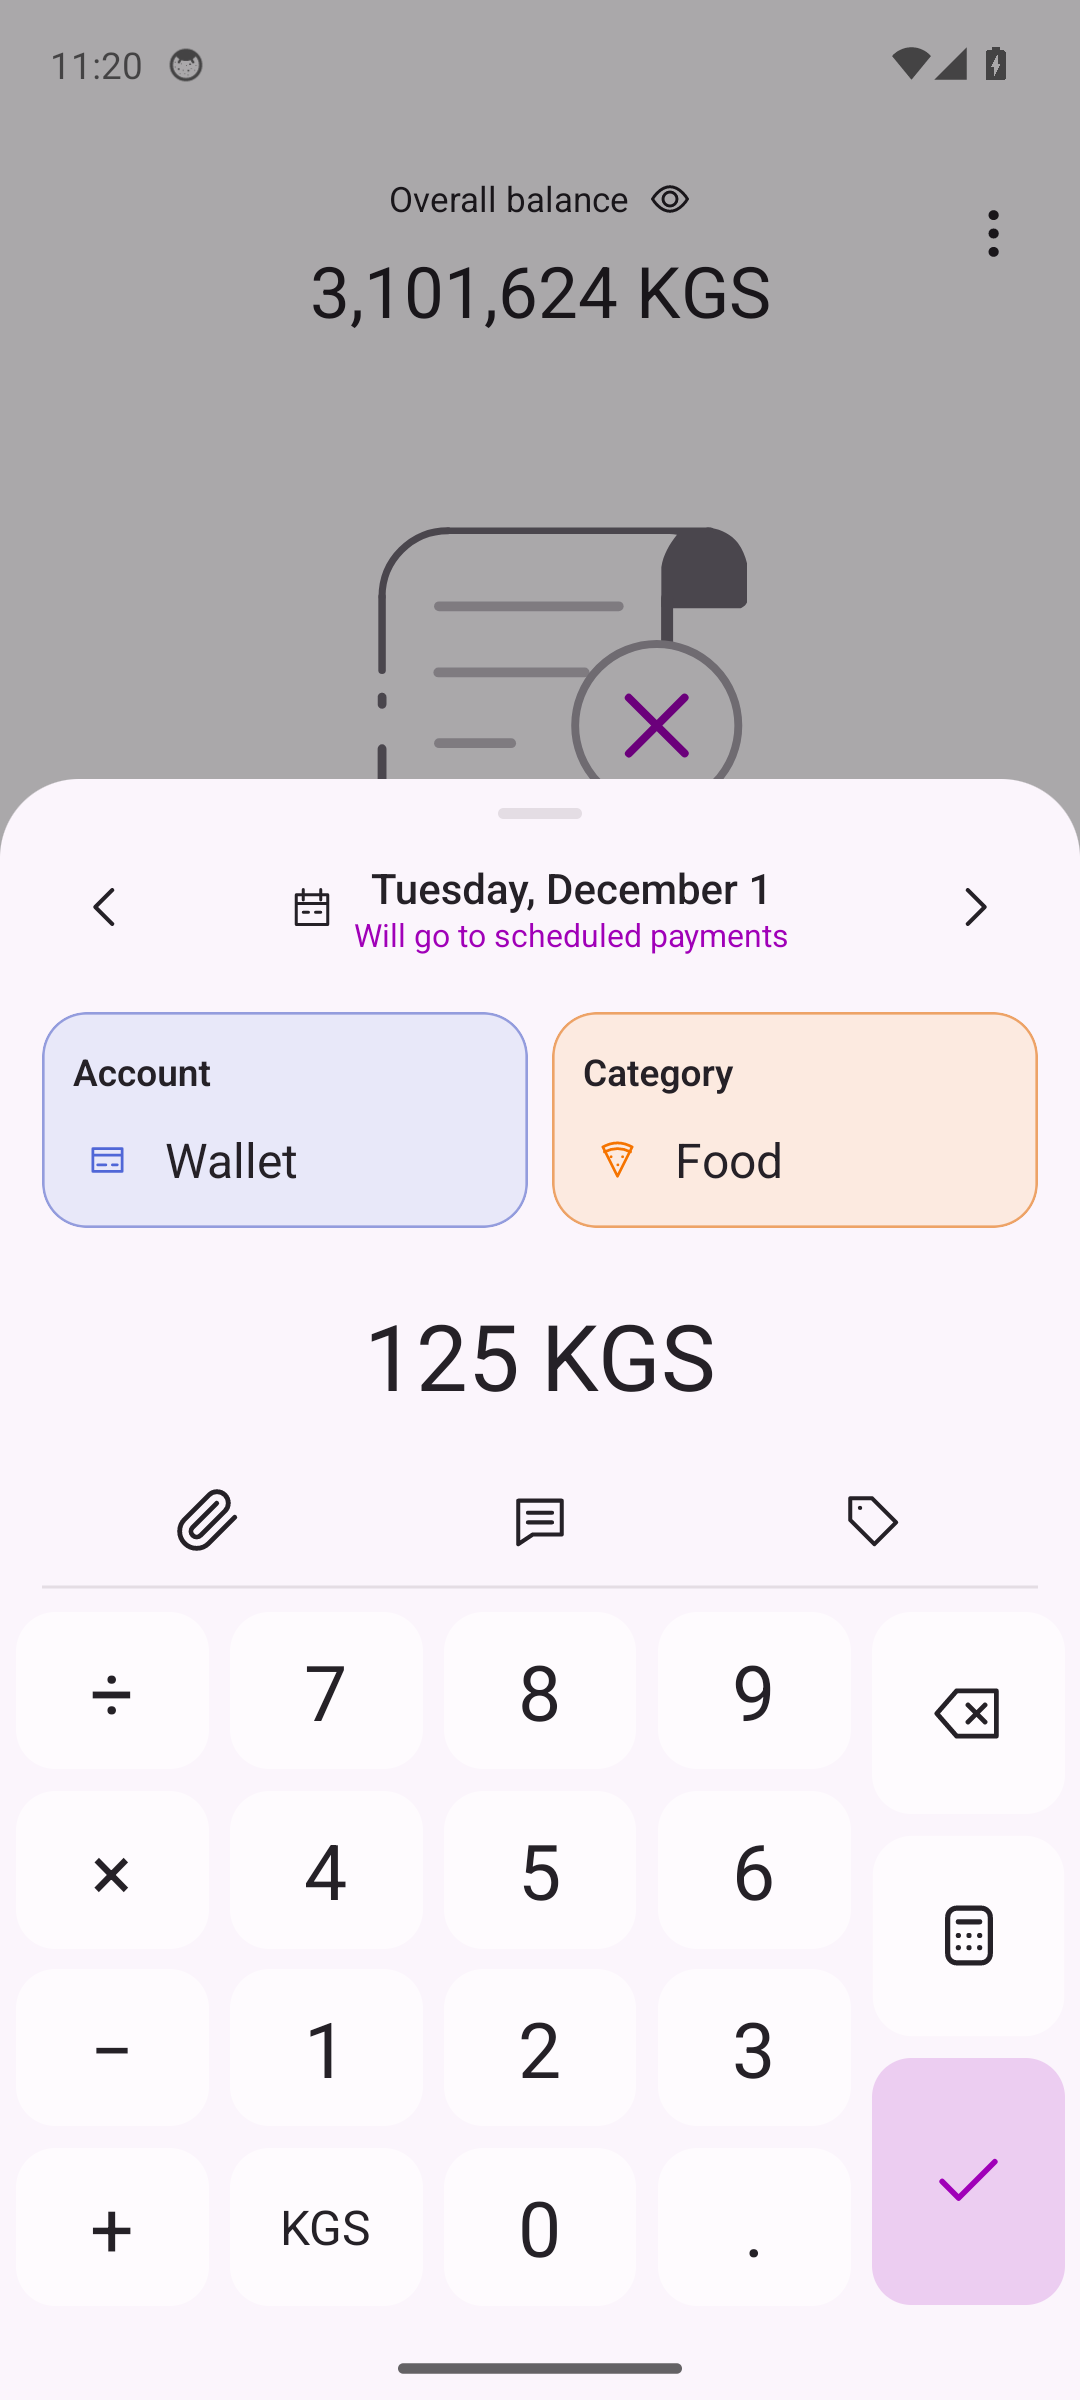 11:20
Overall balance
3,101,624 KGS
Tuesday, December 1
Will go to scheduled payments
Account
Category
Wallet
Food
125 KGS
÷ 7 8 9
× 4 5 6
− 1 2 3
+ KGS 0 .